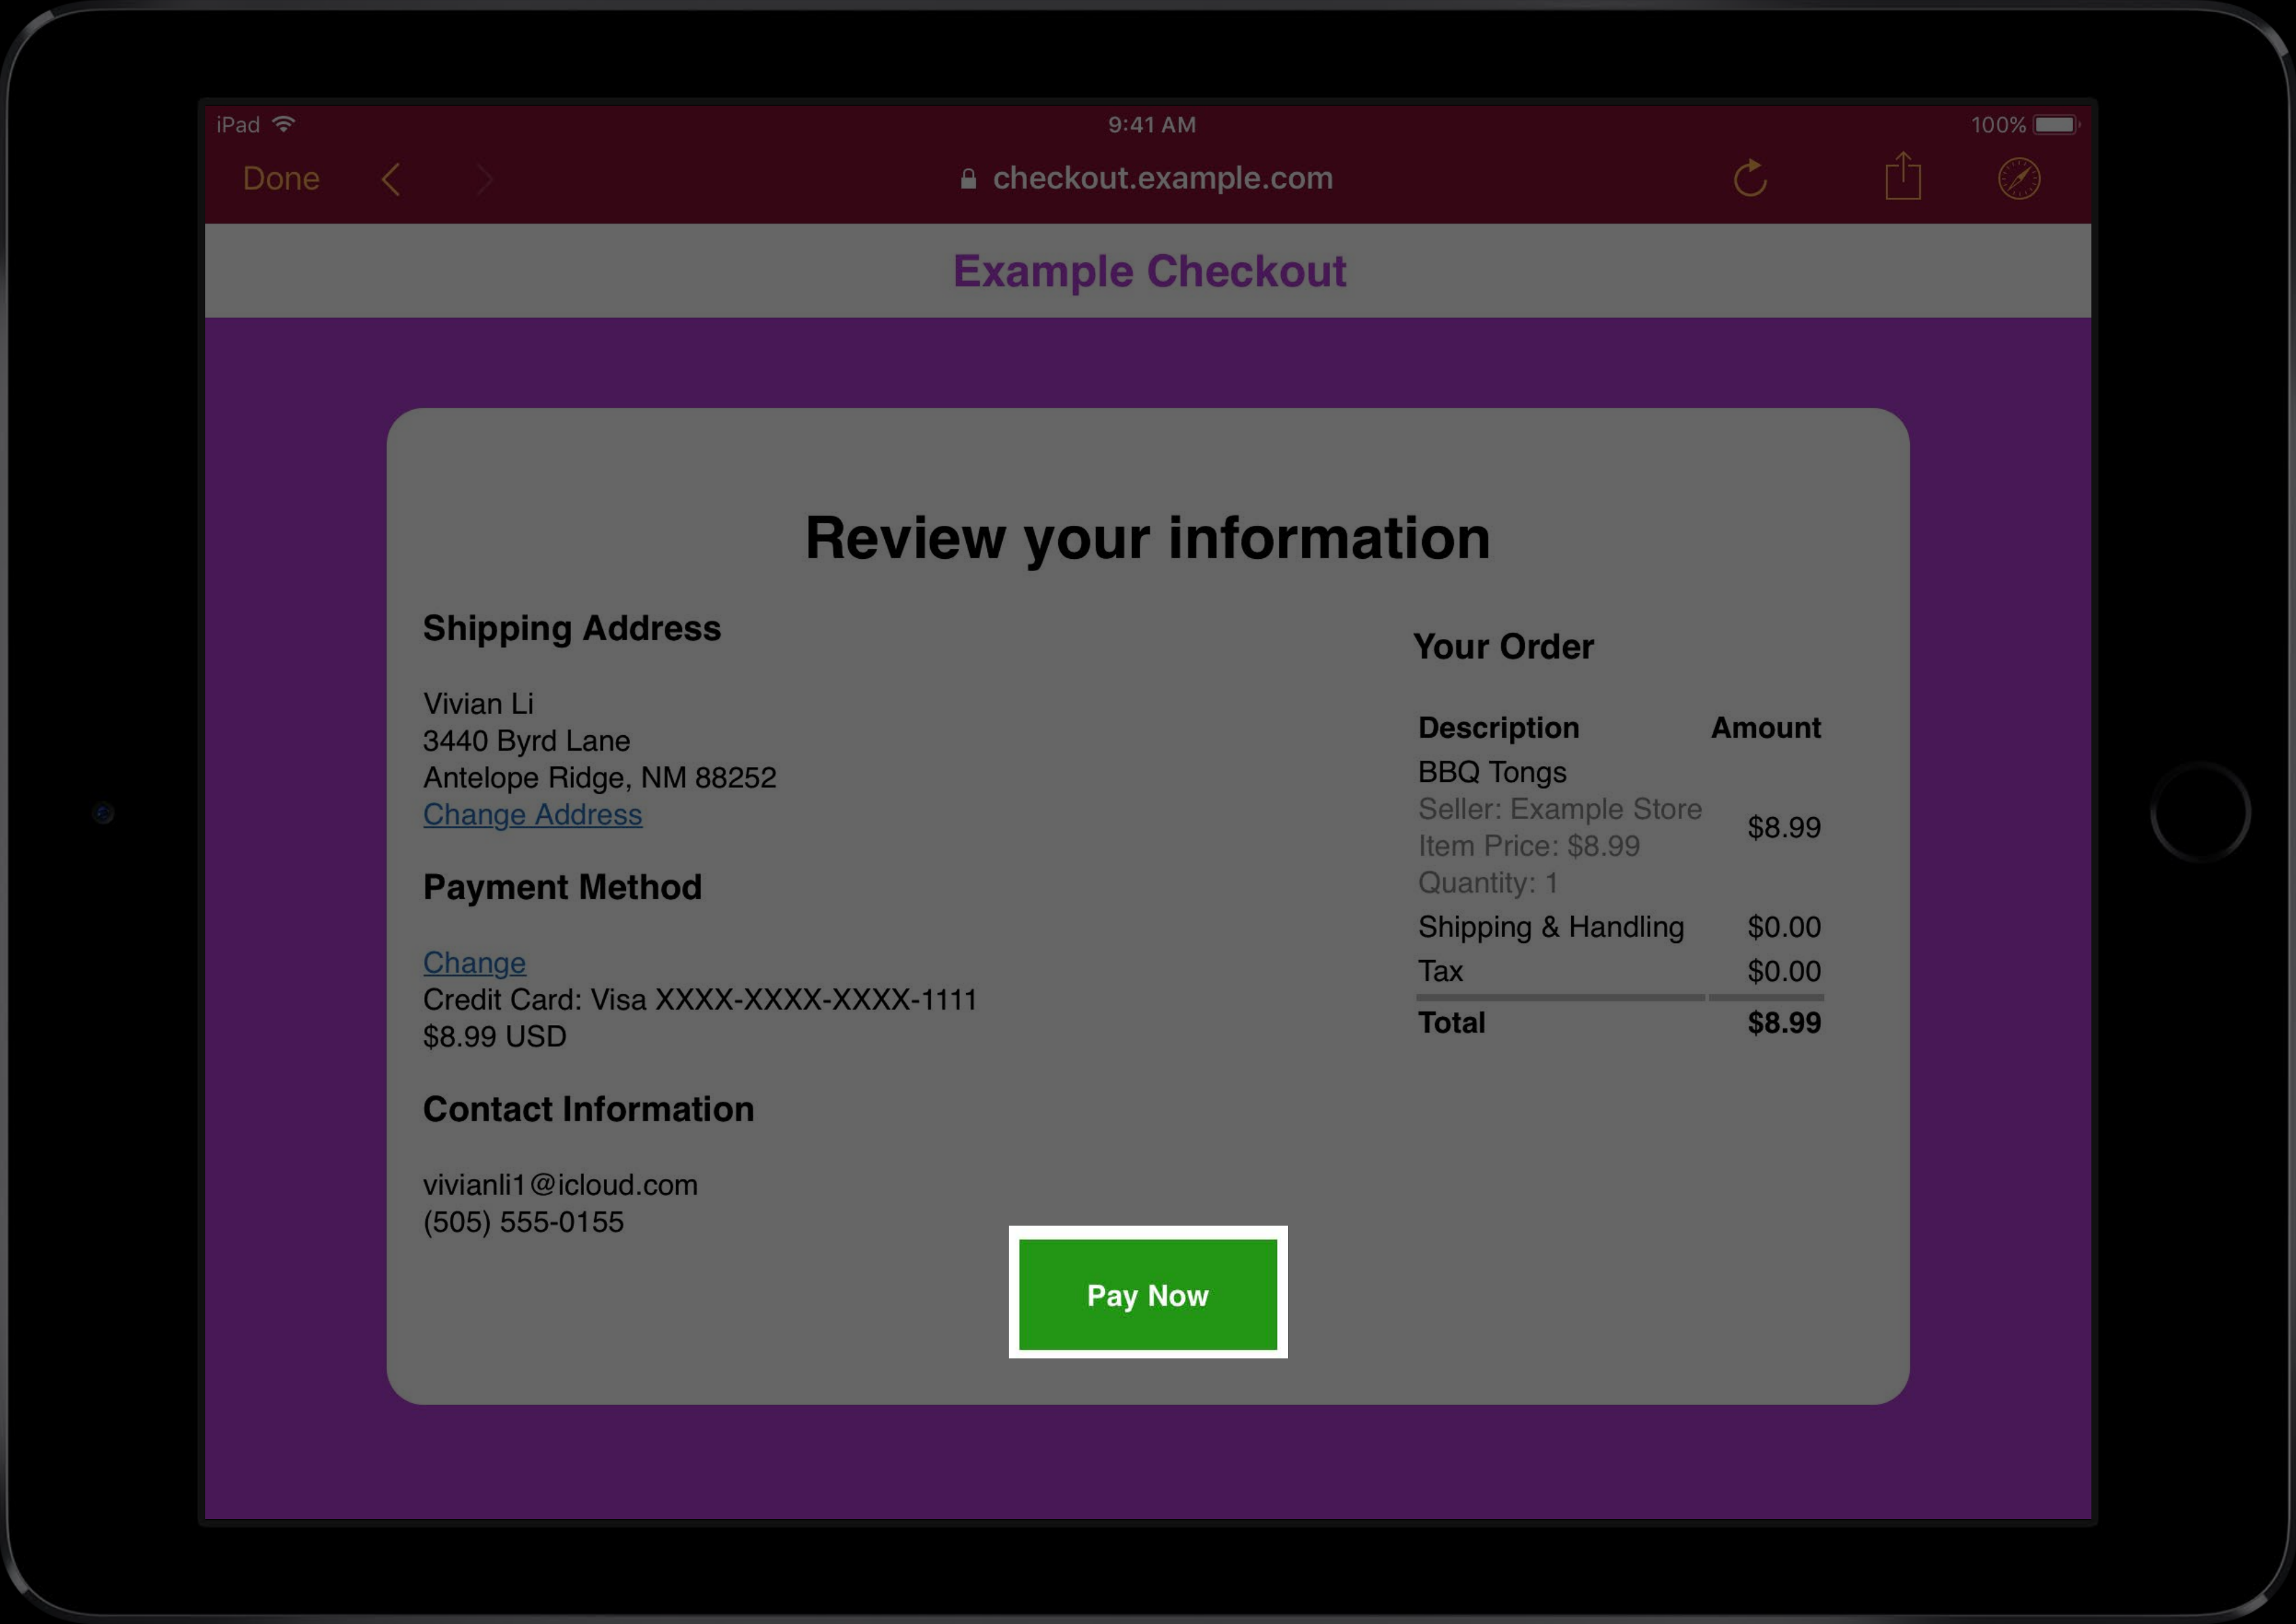 iPad
9:41 AM
100%
Done
checkout.example.com
Example Checkout
Review your information
Shipping Address
Vivian Li
3440 Byrd Lane
Antelope Ridge, NM 88252
Change Address
Payment Method
Change
Credit Card: Visa XXXX-XXXX-XXXX-1111
$8.99 USD
Contact Information
vivianli1@icloud.com
(505) 555-0155
Your Order
Description Amount
BBQ Tongs
Seller: Example Store
Item Price: $8.99
Quantity: 1
$8.99
Shipping & Handling $0.00
Tax $0.00
Total $8.99
Pay Now